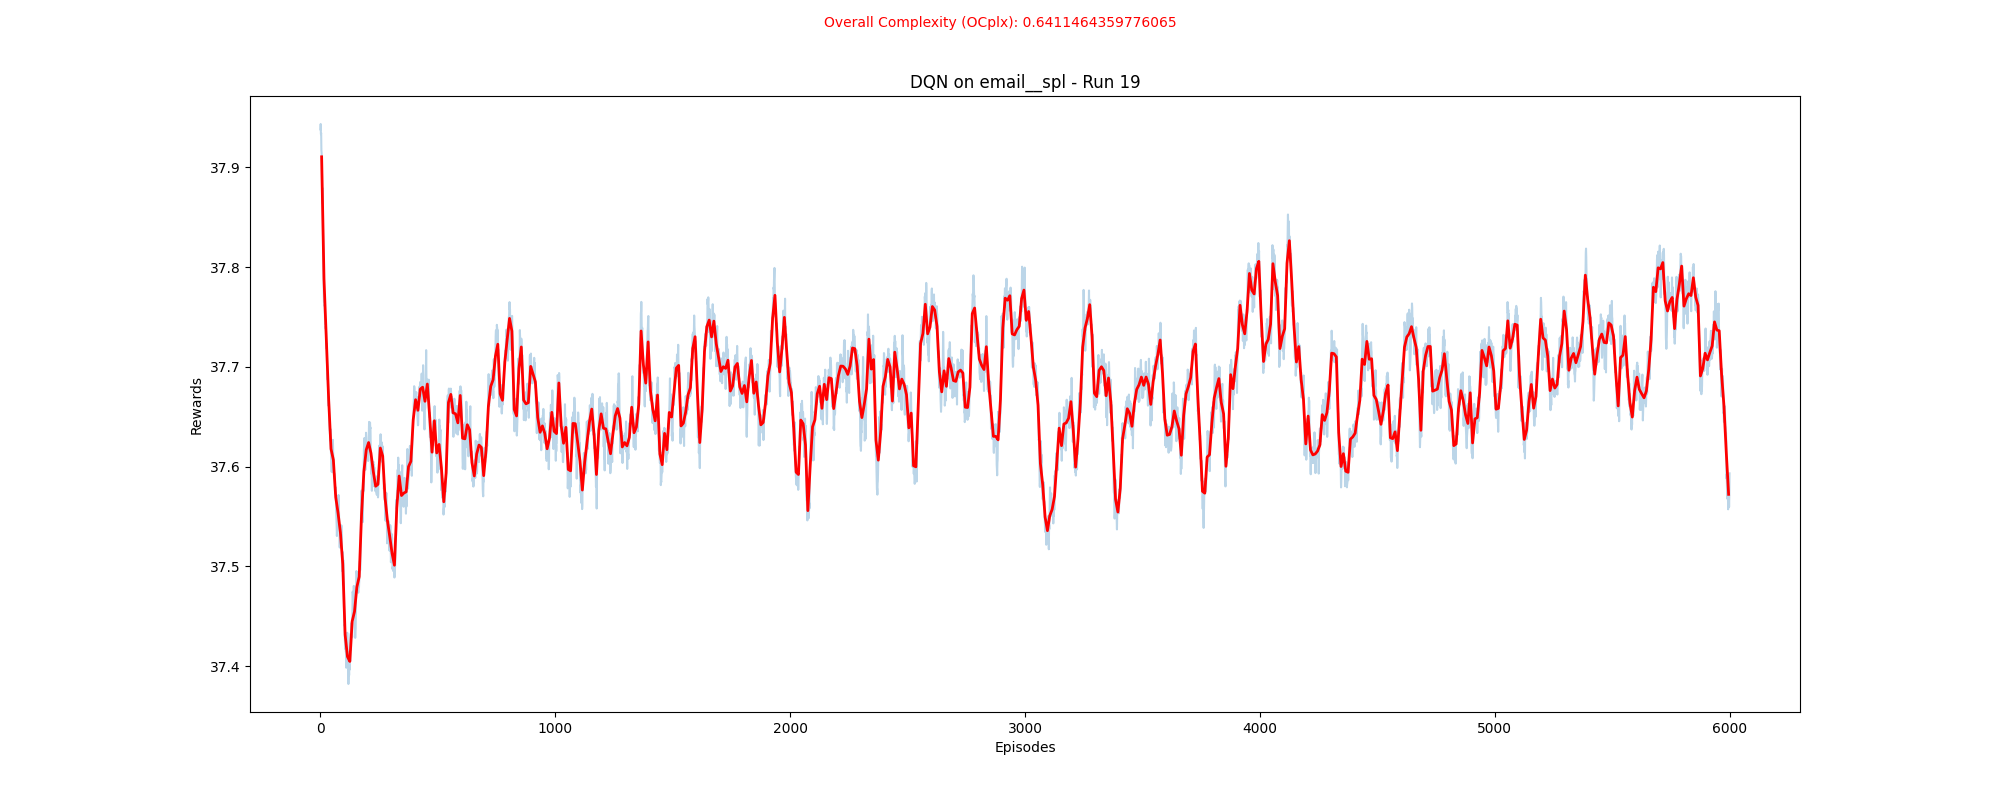 Overall Complexity (OCplx): 0.6411464359776065
DQN on email__spl - Run 19
Rewards
37.9
37.8
37.7
37.6
37.5
37.4
0 1000 2000 3000 4000 5000 6000
Episodes